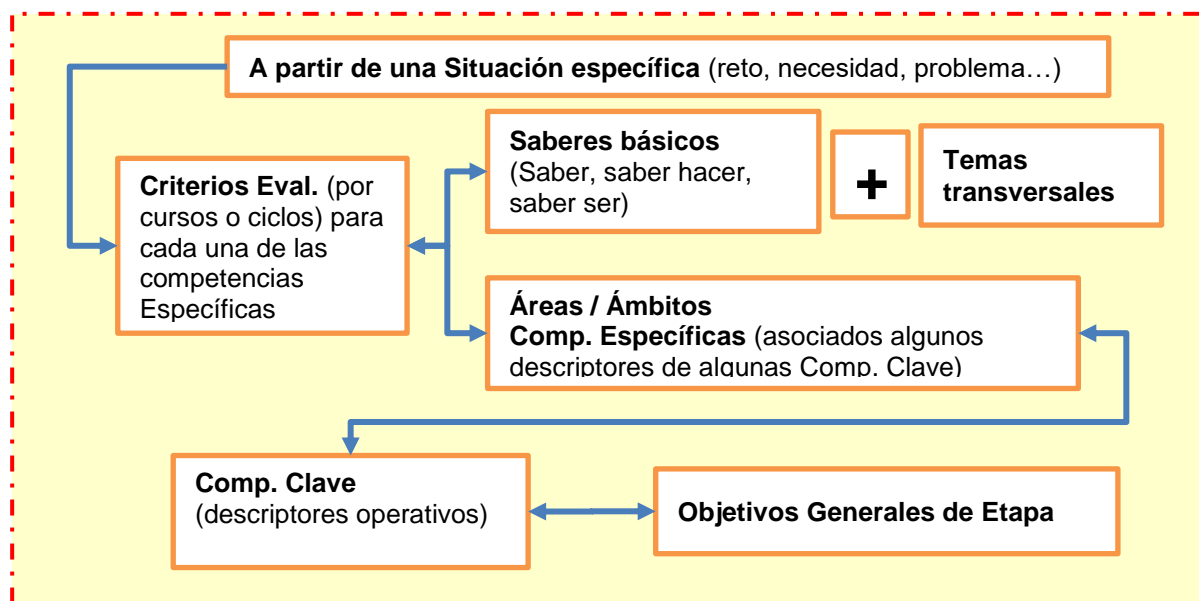 A partir de una Situación específica (reto, necesidad, problema…)
Saberes básicos
(Saber, saber hacer,
saber ser)
+
Temas
transversales
Criterios Eval. (por
cursos o ciclos) para
cada una de las
competencias
Específicas
Áreas / Ámbitos
Comp. Específicas (asociados algunos
descriptores de algunas Comp. Clave)
Comp. Clave
(descriptores operativos)
Objetivos Generales de Etapa